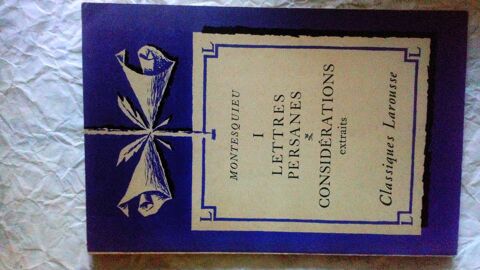 MONTESQUIEU
I
LETTRES
PERSANES
&
CONSIDÉRATIONS
extraits
Classiques Larousse
L
L
L
L